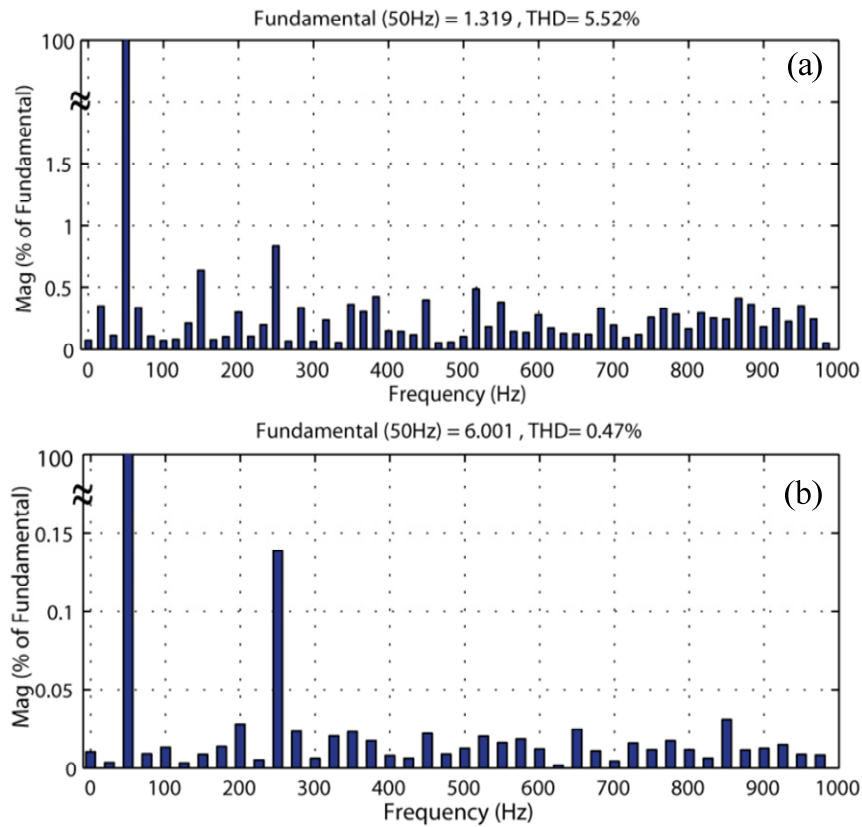 Fundamental (50Hz) = 1.319 , THD= 5.52%
(a)
Mag (% of Fundamental)
100
1.5
1
0.5
0
0 100 200 300 400 500 600 700 800 900 1000
Frequency (Hz)
Fundamental (50Hz) = 6.001 , THD= 0.47%
(b)
Mag (% of Fundamental)
100
0.15
0.1
0.05
0
0 100 200 300 400 500 600 700 800 900 1000
Frequency (Hz)